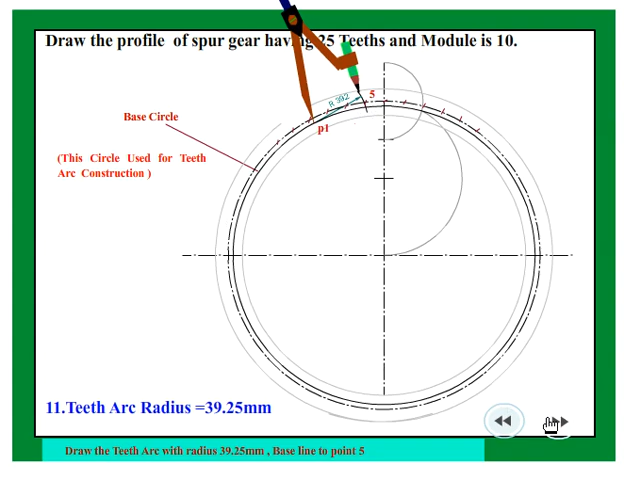 Draw the profile of spur gear having 25 Teeths and Module is 10.
5
R 392
p1
Base Circle
(This Circle Used for Teeth
Arc Construction )
11.Teeth Arc Radius =39.25mm
Draw the Teeth Arc with radius 39.25mm , Base line to point 5